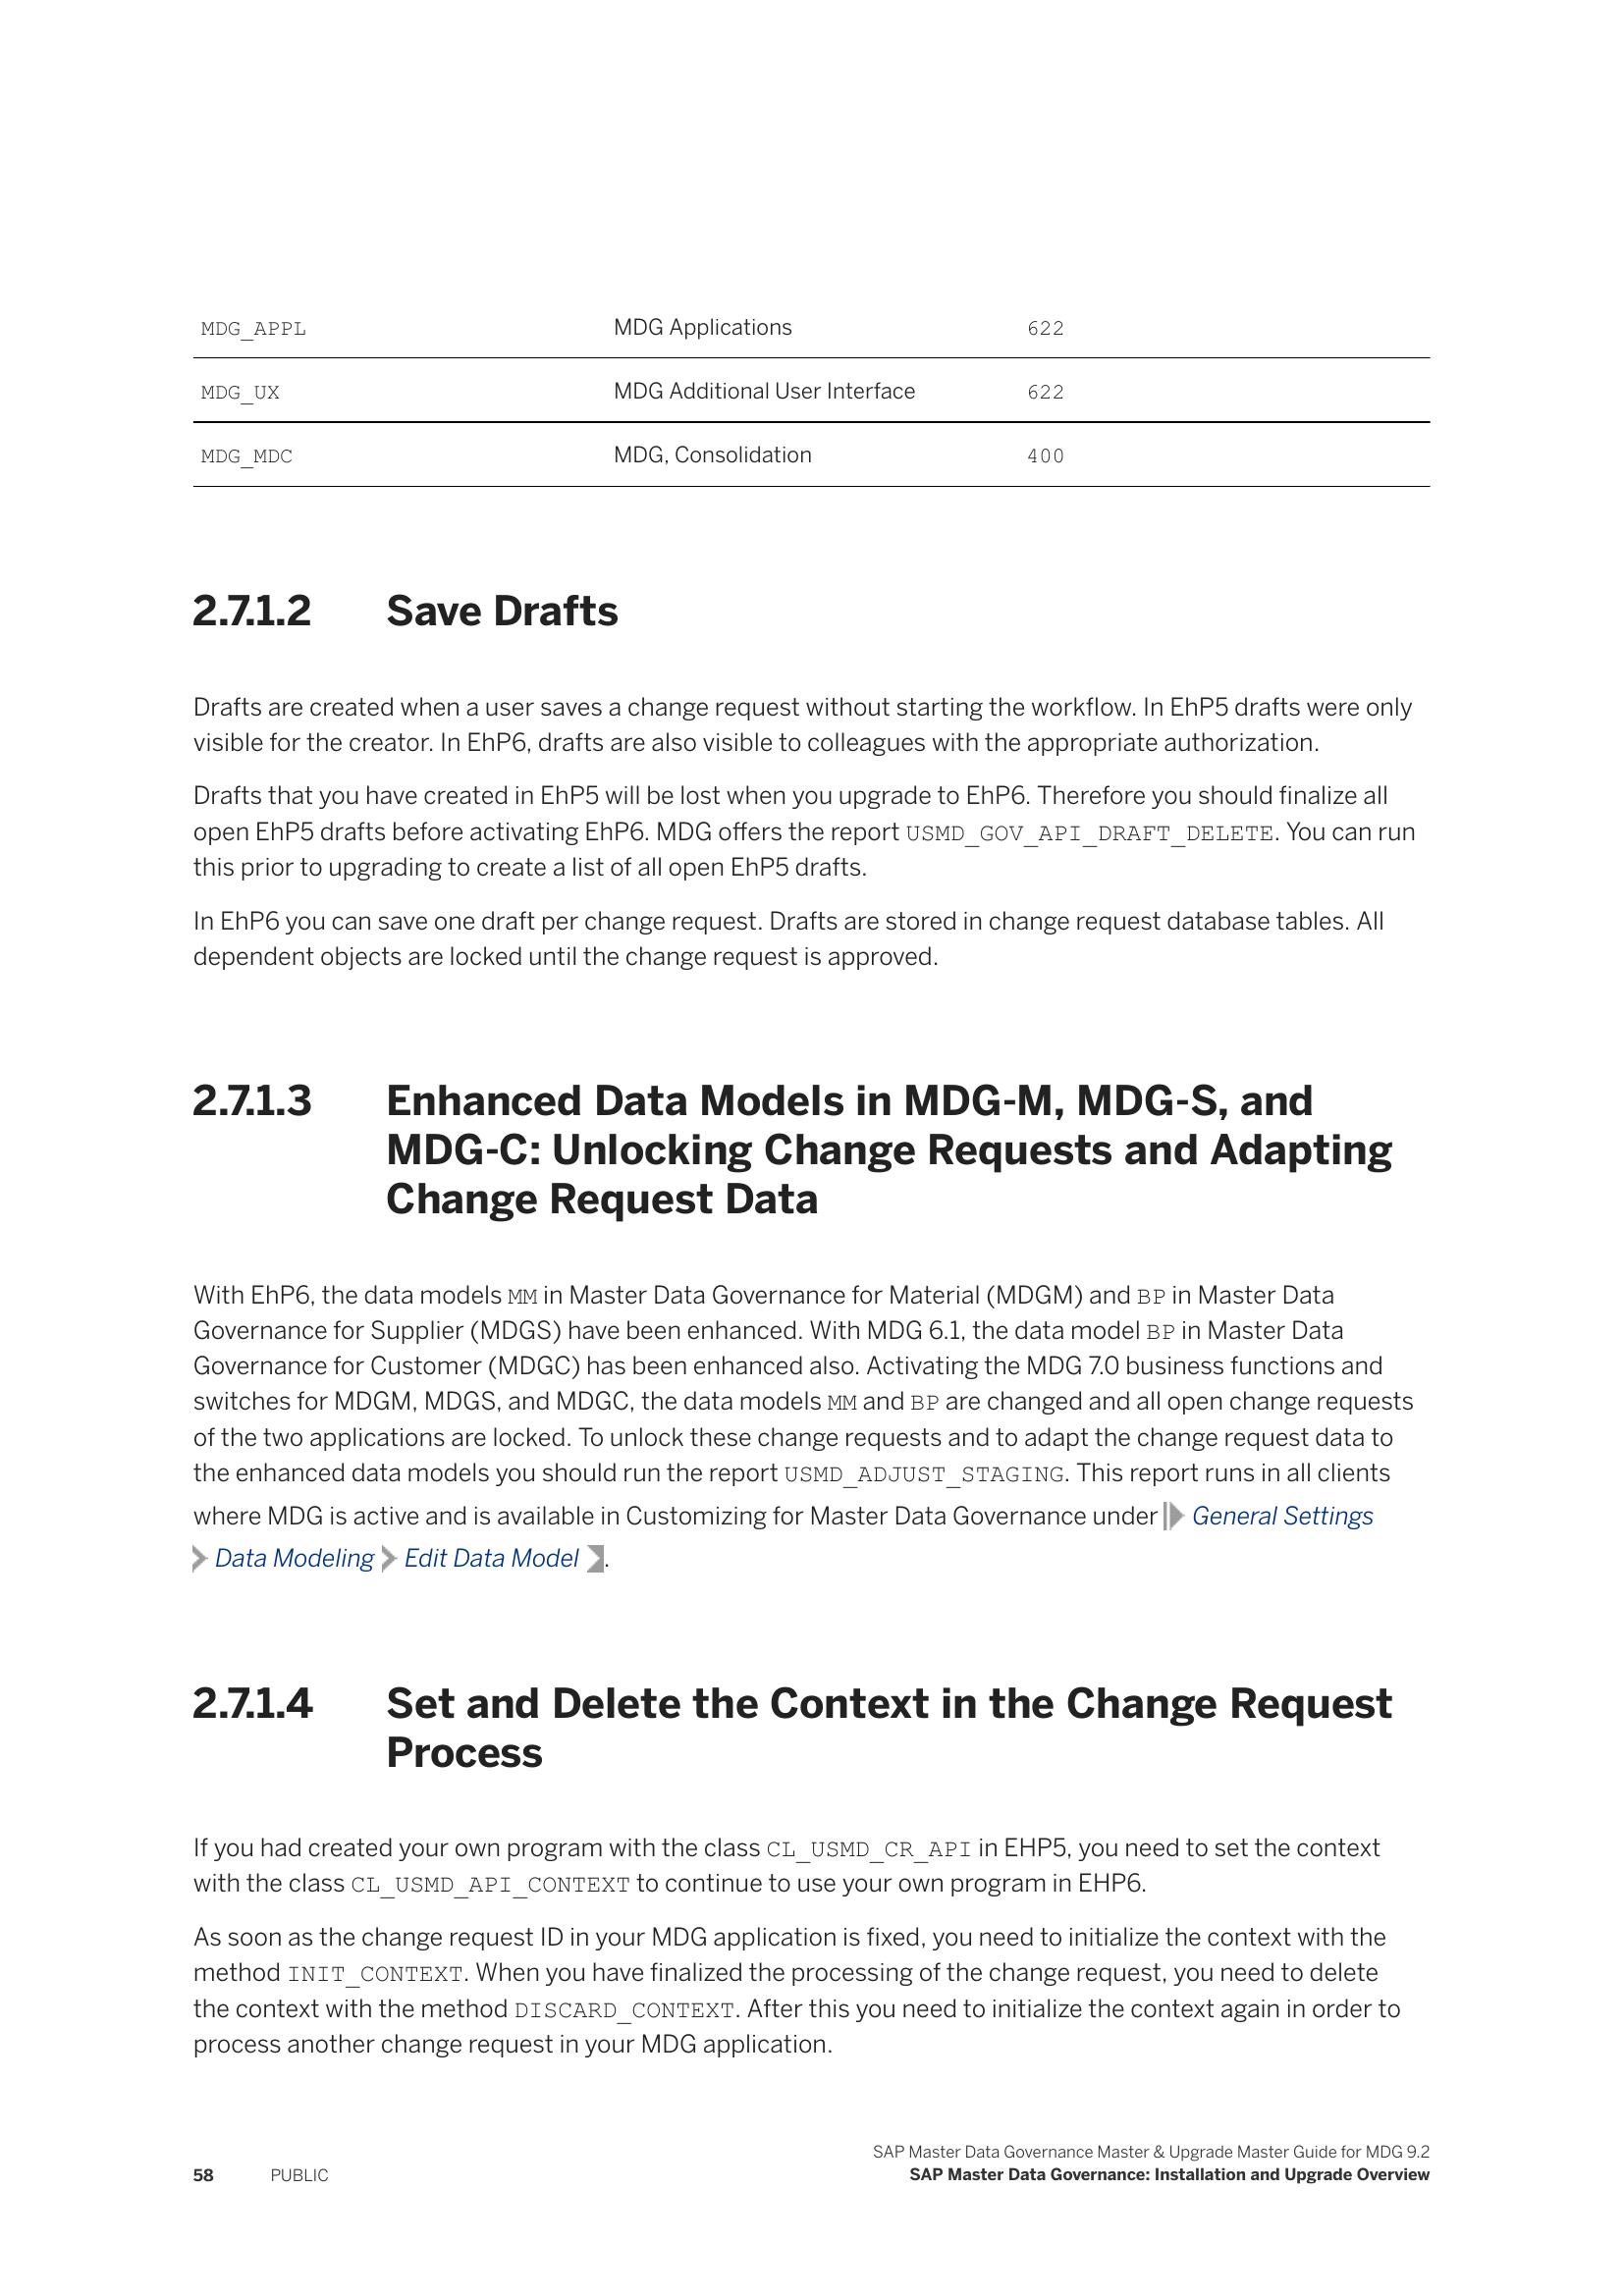 MDG_APPL MDG Applications 622
MDG_UX MDG Additional User Interface 622
MDG_MDC MDG, Consolidation 400
2.7.1.2 Save Drafts
Drafts are created when a user saves a change request without starting the workflow. In EhP5 drafts were only
visible for the creator. In EhP6, drafts are also visible to colleagues with the appropriate authorization.
Drafts that you have created in EhP5 will be lost when you upgrade to EhP6. Therefore you should finalize all
open EhP5 drafts before activating EhP6. MDG offers the report USMD_GOV_API_DRAFT_DELETE. You can run
this prior to upgrading to create a list of all open EhP5 drafts.
In EhP6 you can save one draft per change request. Drafts are stored in change request database tables. All
dependent objects are locked until the change request is approved.
2.7.1.3 Enhanced Data Models in MDG-M, MDG-S, and
MDG-C: Unlocking Change Requests and Adapting
Change Request Data
With EhP6, the data models MM in Master Data Governance for Material (MDGM) and BP in Master Data
Governance for Supplier (MDGS) have been enhanced. With MDG 6.1, the data model BP in Master Data
Governance for Customer (MDGC) has been enhanced also. Activating the MDG 7.0 business functions and
switches for MDGM, MDGS, and MDGC, the data models MM and BP are changed and all open change requests
of the two applications are locked. To unlock these change requests and to adapt the change request data to
the enhanced data models you should run the report USMD_ADJUST_STAGING. This report runs in all clients
where MDG is active and is available in Customizing for Master Data Governance under General Settings
Data Modeling Edit Data Model .
2.7.1.4 Set and Delete the Context in the Change Request
Process
If you had created your own program with the class CL_USMD_CR_API in EHP5, you need to set the context
with the class CL_USMD_API_CONTEXT to continue to use your own program in EHP6.
As soon as the change request ID in your MDG application is fixed, you need to initialize the context with the
method INIT_CONTEXT. When you have finalized the processing of the change request, you need to delete
the context with the method DISCARD_CONTEXT. After this you need to initialize the context again in order to
process another change request in your MDG application.
SAP Master Data Governance Master & Upgrade Master Guide for MDG 9.2
58 PUBLIC SAP Master Data Governance: Installation and Upgrade Overview